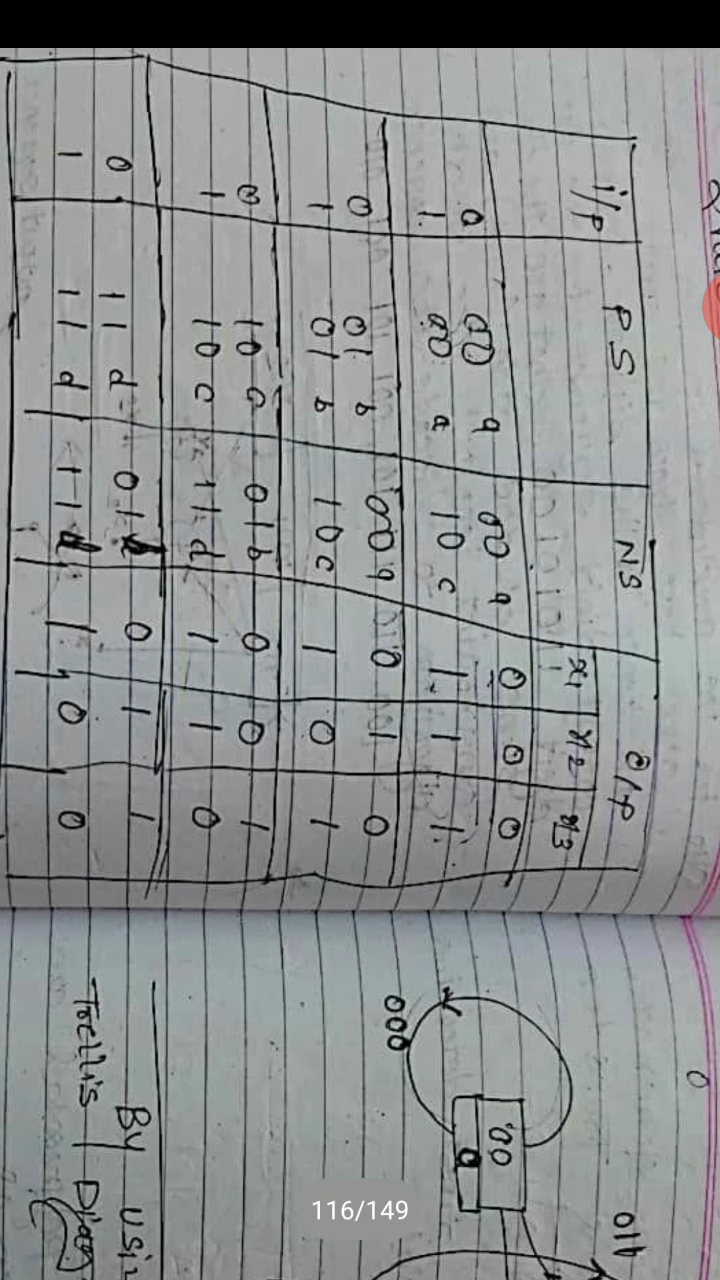 i/p PS NS o/p
x1 x2 x3
0 00 a 00 a 0 0 0
1 00 a 10 c 1 1 1
0 01 b 00 a 0 1 0
1 01 b 10 c 1 0 1
0 10 c 01 b 0 0 1
1 10 c 11 d 1 1 0
0 11 d 01 b 0 1 1
1 11 d 11 d 1 0 0
0
110
00
a
000
By
Trellis
116/149